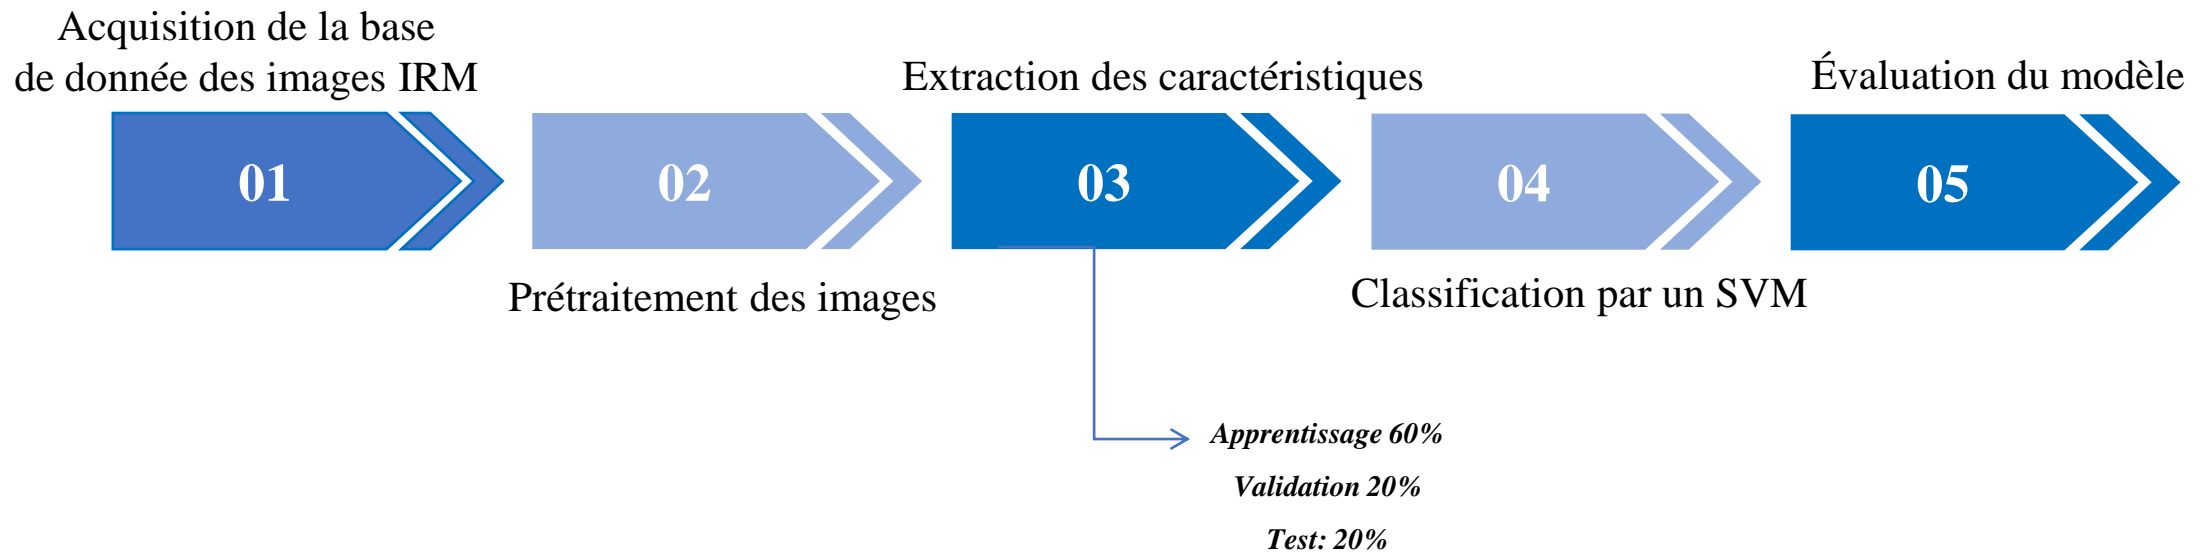 Acquisition de la base
de donnée des images IRM
01
Prétraitement des images
02
Extraction des caractéristiques
03
Classification par un SVM
04
Évaluation du modèle
05
Apprentissage 60%
Validation 20%
Test: 20%